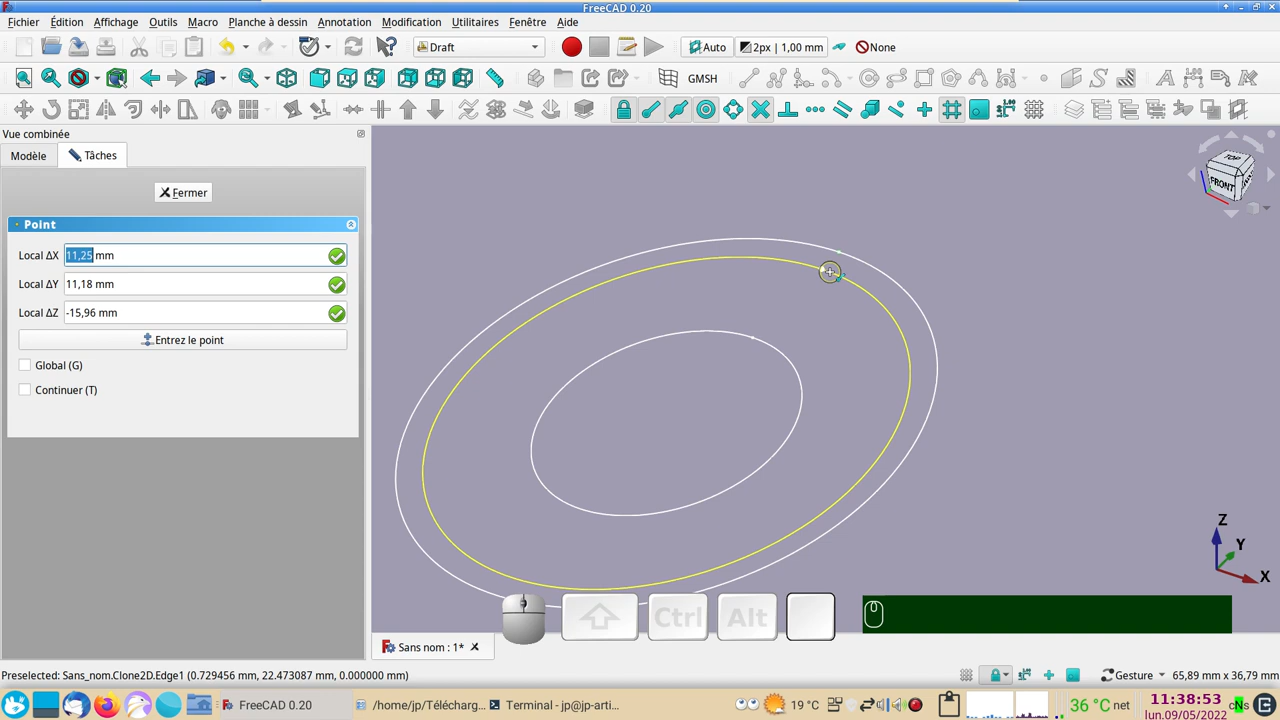 FreeCAD 0.20
Fichier Édition Affichage Outils Macro Planche à dessin Annotation Modification Utilitaires Fenêtre Aide
Draft Auto 2px | 1,00 mm None
GMSH
Vue combinée
Modèle Tâches
Fermer
Point
Local ΔX 11,25 mm
Local ΔY 11,18 mm
Local ΔZ -15,96 mm
Entrez le point
Global (G)
Continuer (T)
TOP
FRONT
Z
Y
X
Ctrl Alt
Sans nom : 1*
Preselected: Sans_nom.Clone2D.Edge1 (0.729456 mm, 22.473087 mm, 0.000000 mm) Gesture 65,89 mm x 36,79 mm
FreeCAD 0.20 /home/jp/Télécharg... Terminal - jp@jp-arti... 19 °C 36 °C net 11:38:53
lun.09/05/2022